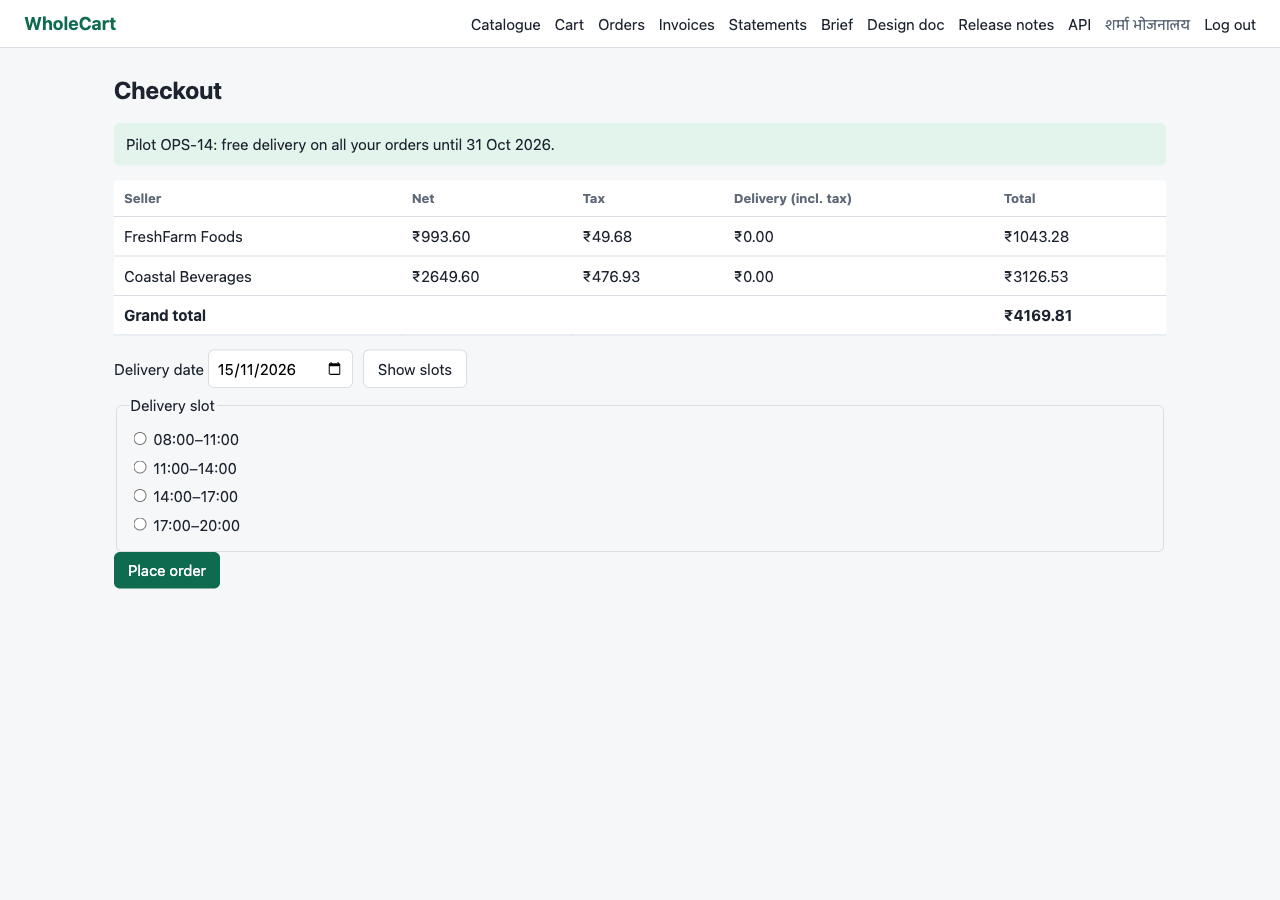 WholeCart Catalogue Cart Orders Invoices Statements Brief Design doc Release notes API शर्मा भोजनालय Log out
Checkout
Pilot OPS-14: free delivery on all your orders until 31 Oct 2026.
Seller Net Tax Delivery (incl. tax) Total
FreshFarm Foods ₹993.60 ₹49.68 ₹0.00 ₹1043.28
Coastal Beverages ₹2649.60 ₹476.93 ₹0.00 ₹3126.53
Grand total ₹4169.81
Delivery date 15/11/2026 Show slots
Delivery slot
08:00–11:00
11:00–14:00
14:00–17:00
17:00–20:00
Place order